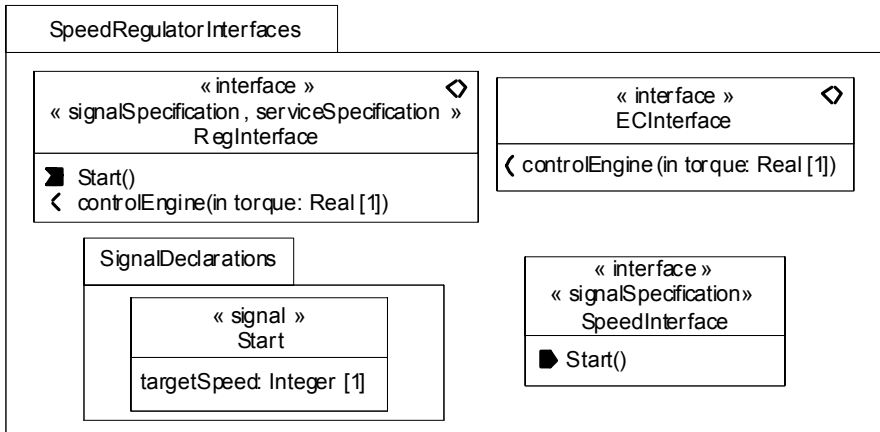 SpeedRegulatorInterfaces
« interface »
« signalSpecification, serviceSpecification »
RegInterface
Start()
controlEngine(in torque: Real [1])
« interface »
ECInterface
controlEngine (in torque: Real [1])
SignalDeclarations
« signal »
Start
targetSpeed: Integer [1]
« interface »
« signalSpecification»
SpeedInterface
Start()